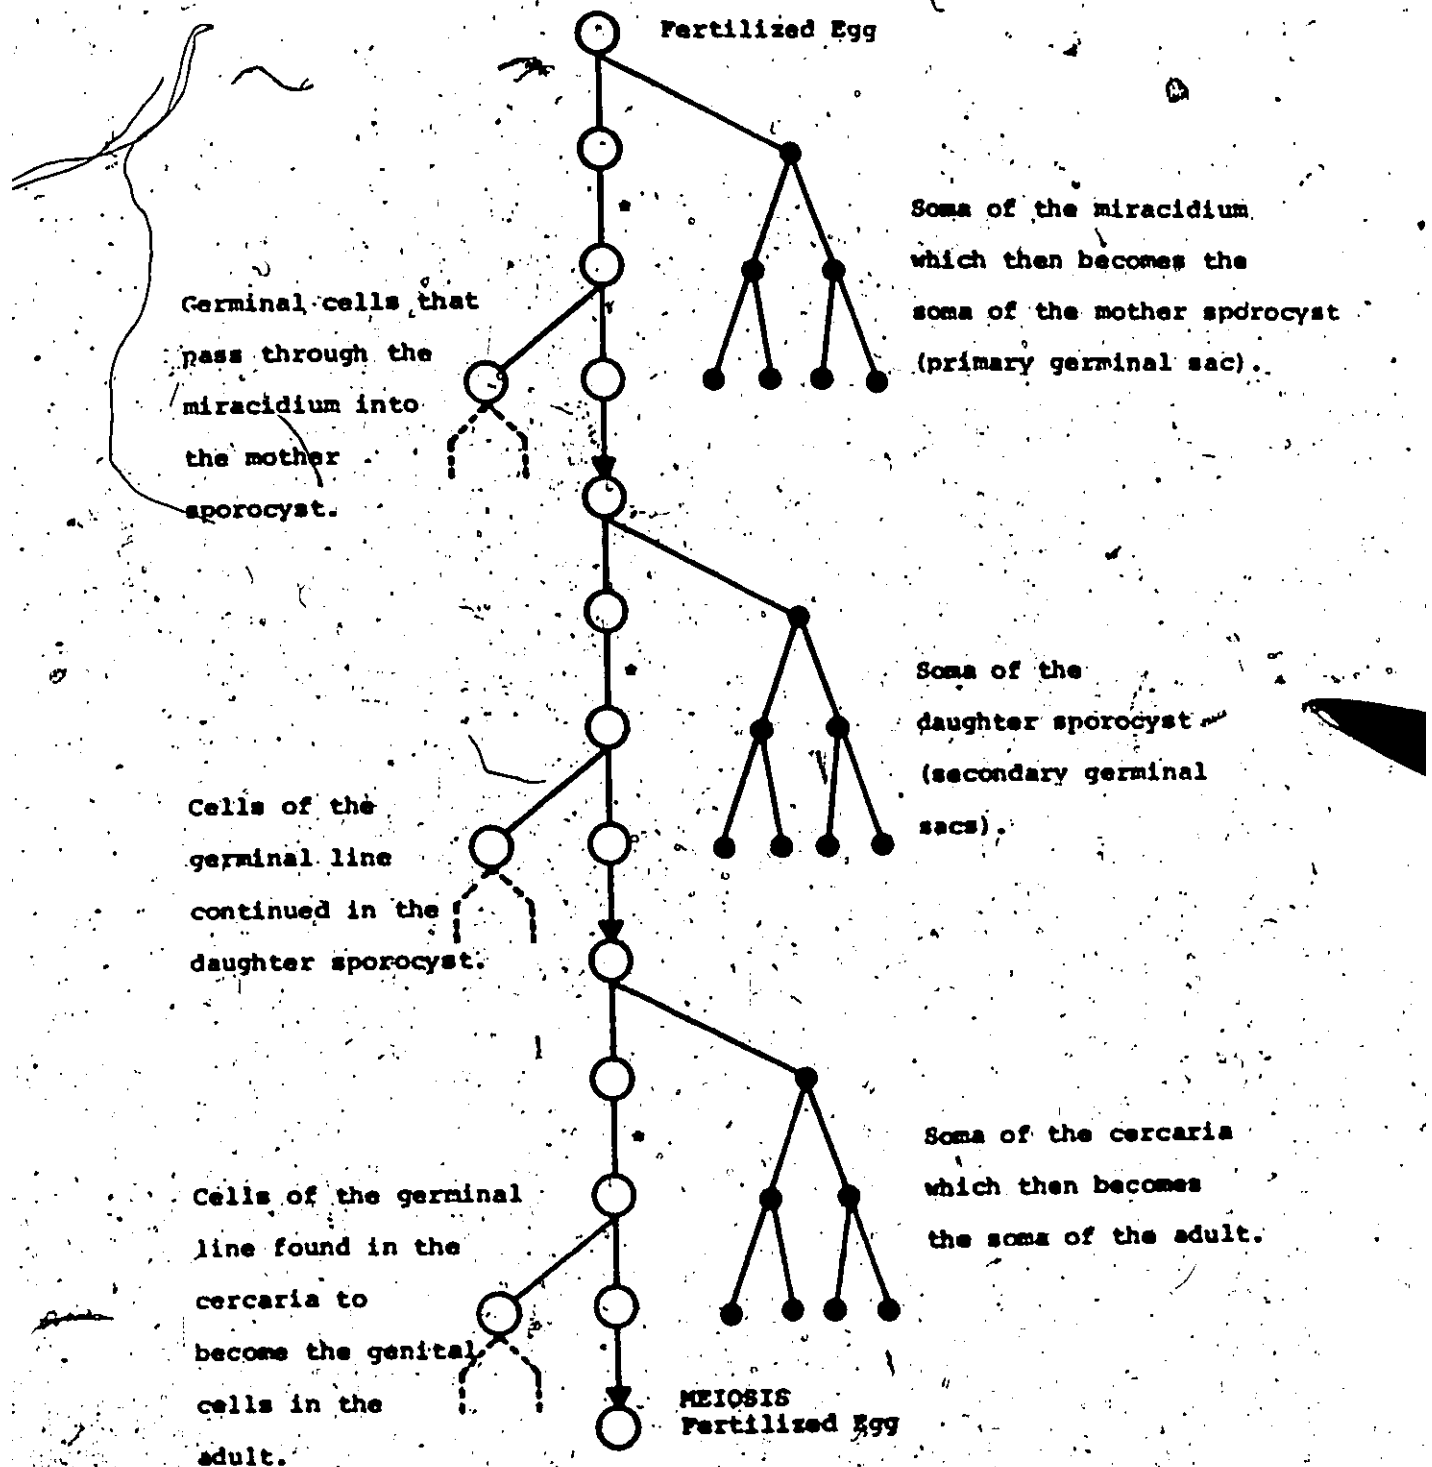 Fertilized Egg
Soma of the miracidium
which then becomes the
soma of the mother sporocyst
(primary germinal sac).
Germinal cells that
pass through the
miracidium into
the mother
sporocyst.
*
Soma of the
daughter sporocyst
(secondary germinal
sacs).
*
Cells of the
germinal line
continued in the
daughter sporocyst.
Soma of the cercaria
which then becomes
the soma of the adult.
*
Cells of the germinal
line found in the
cercaria to
become the genital
cells in the
adult.
MEIOSIS
Fertilized Egg